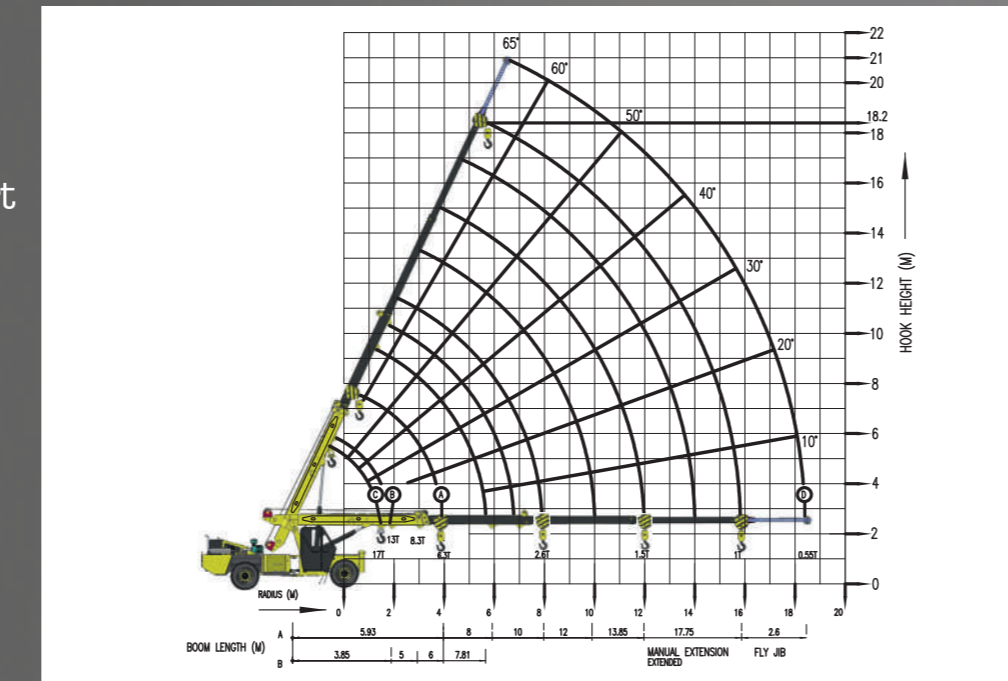 t
22
65°
21
60°
20
18.2
50°
18
16
40°
14
30°
12
10
20°
8
6
10°
C B A D
4
2
17T 13T 8.3T 6.3T 2.6T 1.5T 1T 0.55T
0
HOOK HEIGHT (M)
RADIUS (M)
0 2 4 6 8 10 12 14 16 18 20
A 5.93 8 10 12 13.85 17.75 2.6
BOOM LENGTH (M)
MANUAL EXTENSION FLY JIB
EXTENDED
B 3.85 5 6 7.81